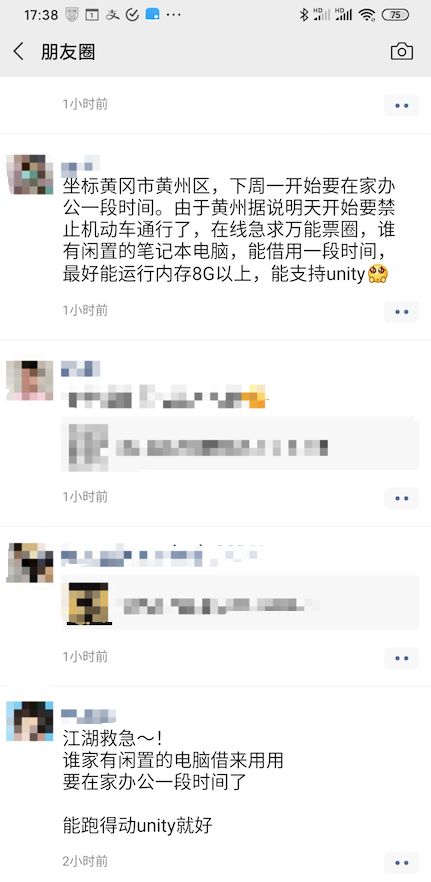 17:38
1
支
HD
HD
75
朋友圈
1小时前
坐标黄冈市黄州区，下周一开始要在家办
公一段时间。由于黄州据说明天开始要禁
止机动车通行了，在线急求万能票圈，谁
有闲置的笔记本电脑，能借用一段时间，
最好能运行内存8G以上，能支持unity🥺
1小时前
1小时前
1小时前
江湖救急～！
谁家有闲置的电脑借来用用
要在家办公一段时间了
能跑得动unity就好
2小时前